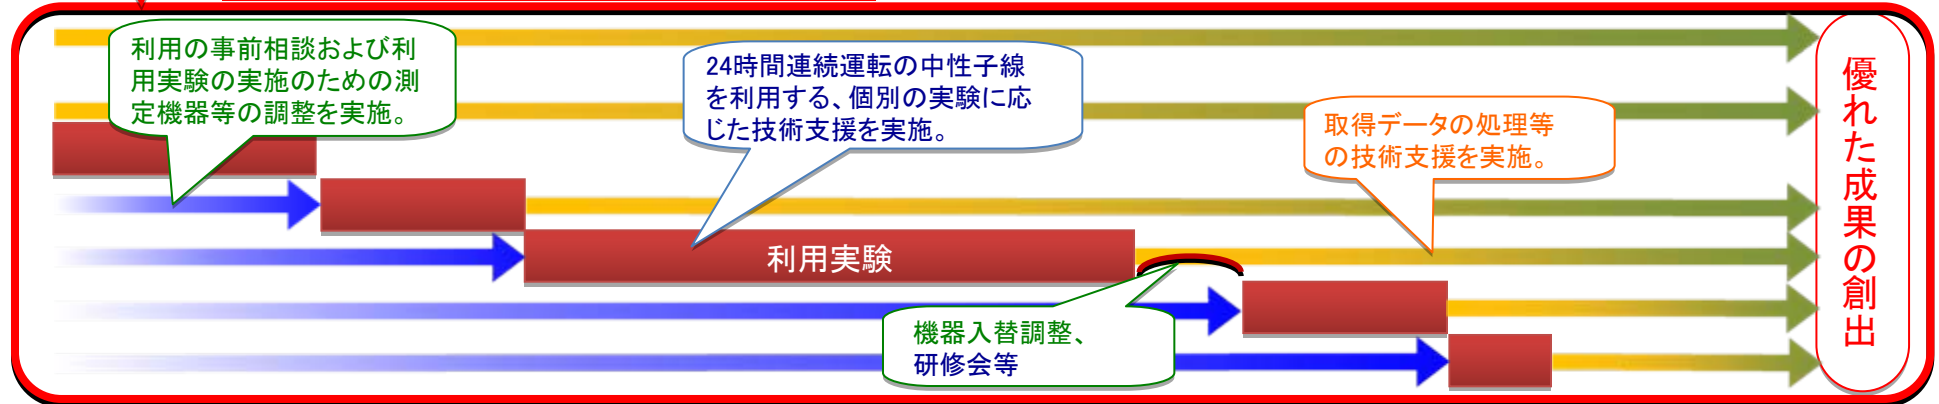 利用の事前相談および利
用実験の実施のための測
定機器等の調整を実施。
24時間連続運転の中性子線
を利用する、個別の実験に応
じた技術支援を実施。
取得データの処理等
の技術支援を実施。
利用実験
機器入替調整、
研修会等
優れた成果の創出